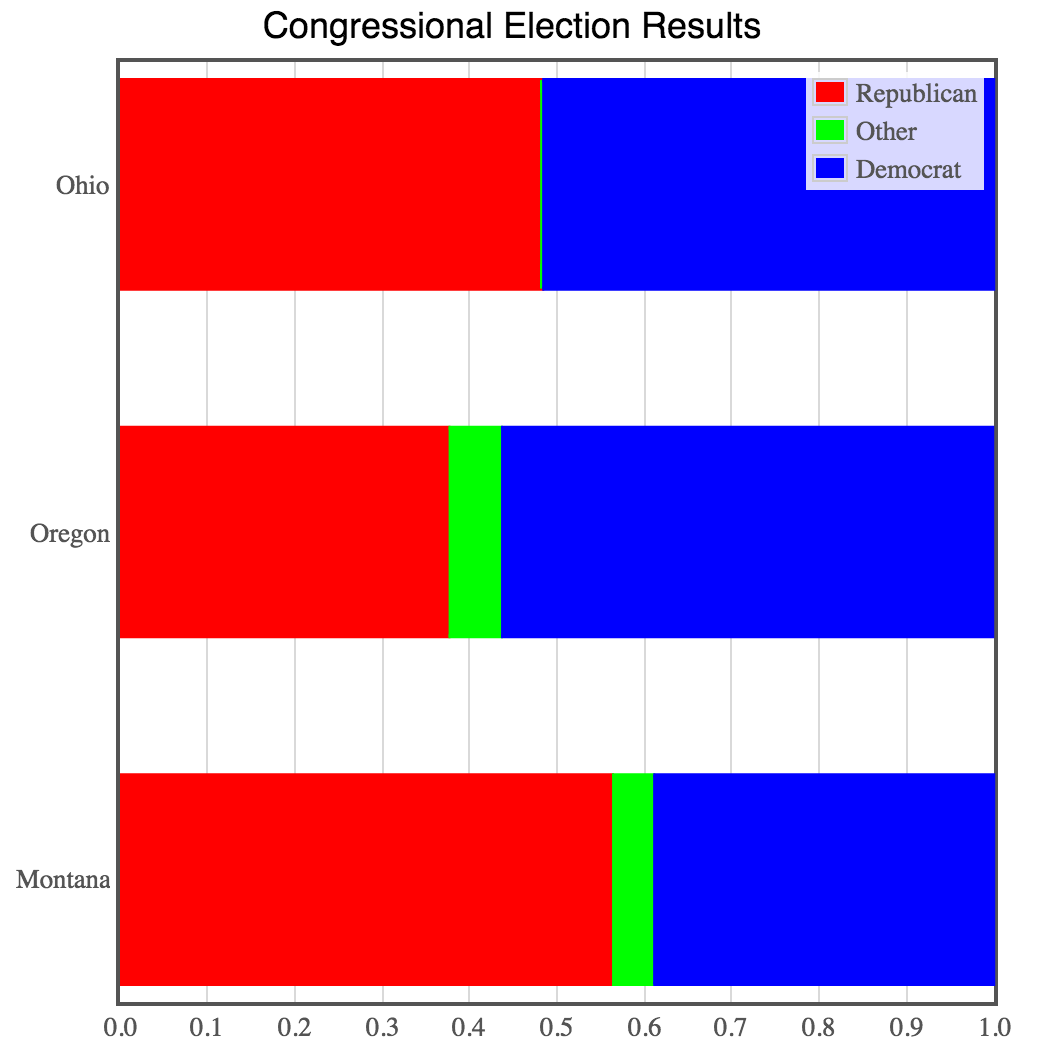 Congressional Election Results
Republican
Other
Democrat
Ohio
Oregon
Montana
0.0 0.1 0.2 0.3 0.4 0.5 0.6 0.7 0.8 0.9 1.0